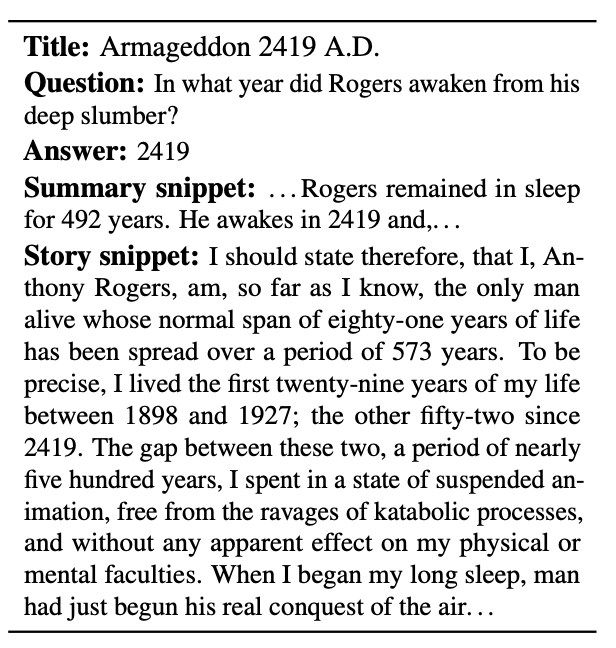 Title: Armageddon 2419 A.D.
Question: In what year did Rogers awaken from his
deep slumber?
Answer: 2419
Summary snippet: ...Rogers remained in sleep
for 492 years. He awakes in 2419 and,...
Story snippet: I should state therefore, that I, An-
thony Rogers, am, so far as I know, the only man
alive whose normal span of eighty-one years of life
has been spread over a period of 573 years. To be
precise, I lived the first twenty-nine years of my life
between 1898 and 1927; the other fifty-two since
2419. The gap between these two, a period of nearly
five hundred years, I spent in a state of suspended an-
imation, free from the ravages of katabolic processes,
and without any apparent effect on my physical or
mental faculties. When I began my long sleep, man
had just begun his real conquest of the air...